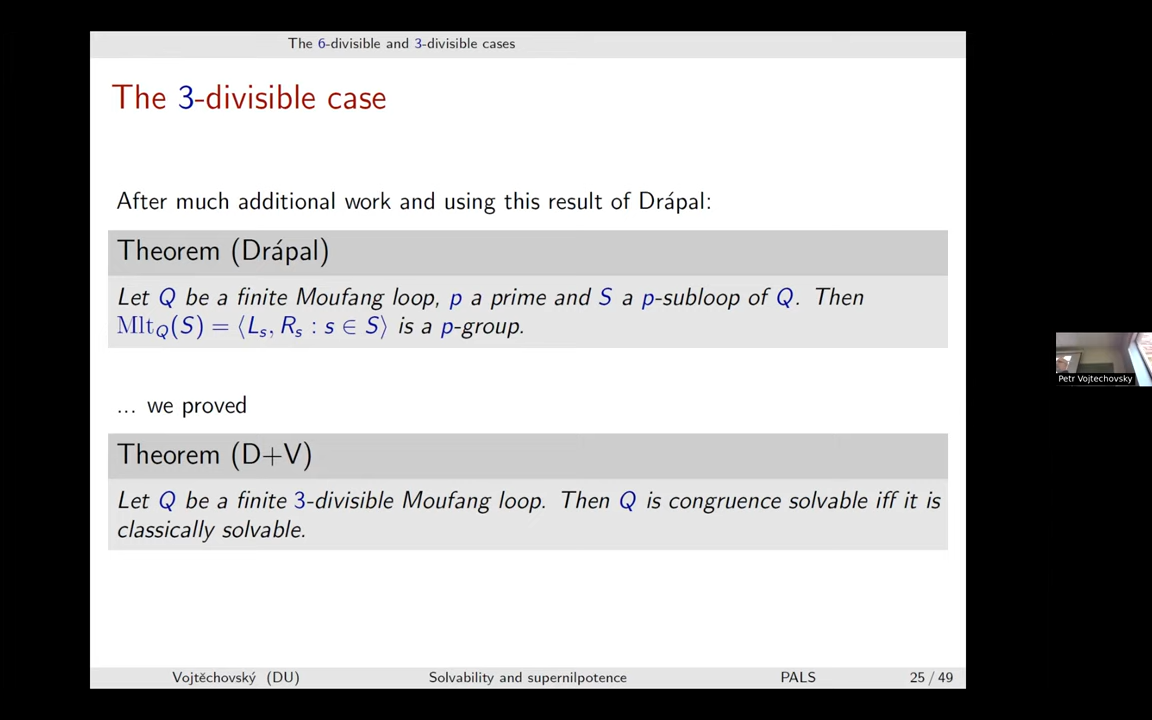 The 6-divisible and 3-divisible cases
The 3-divisible case
After much additional work and using this result of Drápal:
Theorem (Drápal)
Let Q be a finite Moufang loop, p a prime and S a p-subloop of Q. Then
Mlt_Q(S) = ⟨L_s, R_s : s ∈ S⟩ is a p-group.
... we proved
Theorem (D+V)
Let Q be a finite 3-divisible Moufang loop. Then Q is congruence solvable iff it is
classically solvable.
Vojtěchovský (DU) Solvability and supernilpotence PALS 25 / 49
Petr Vojtechovsky